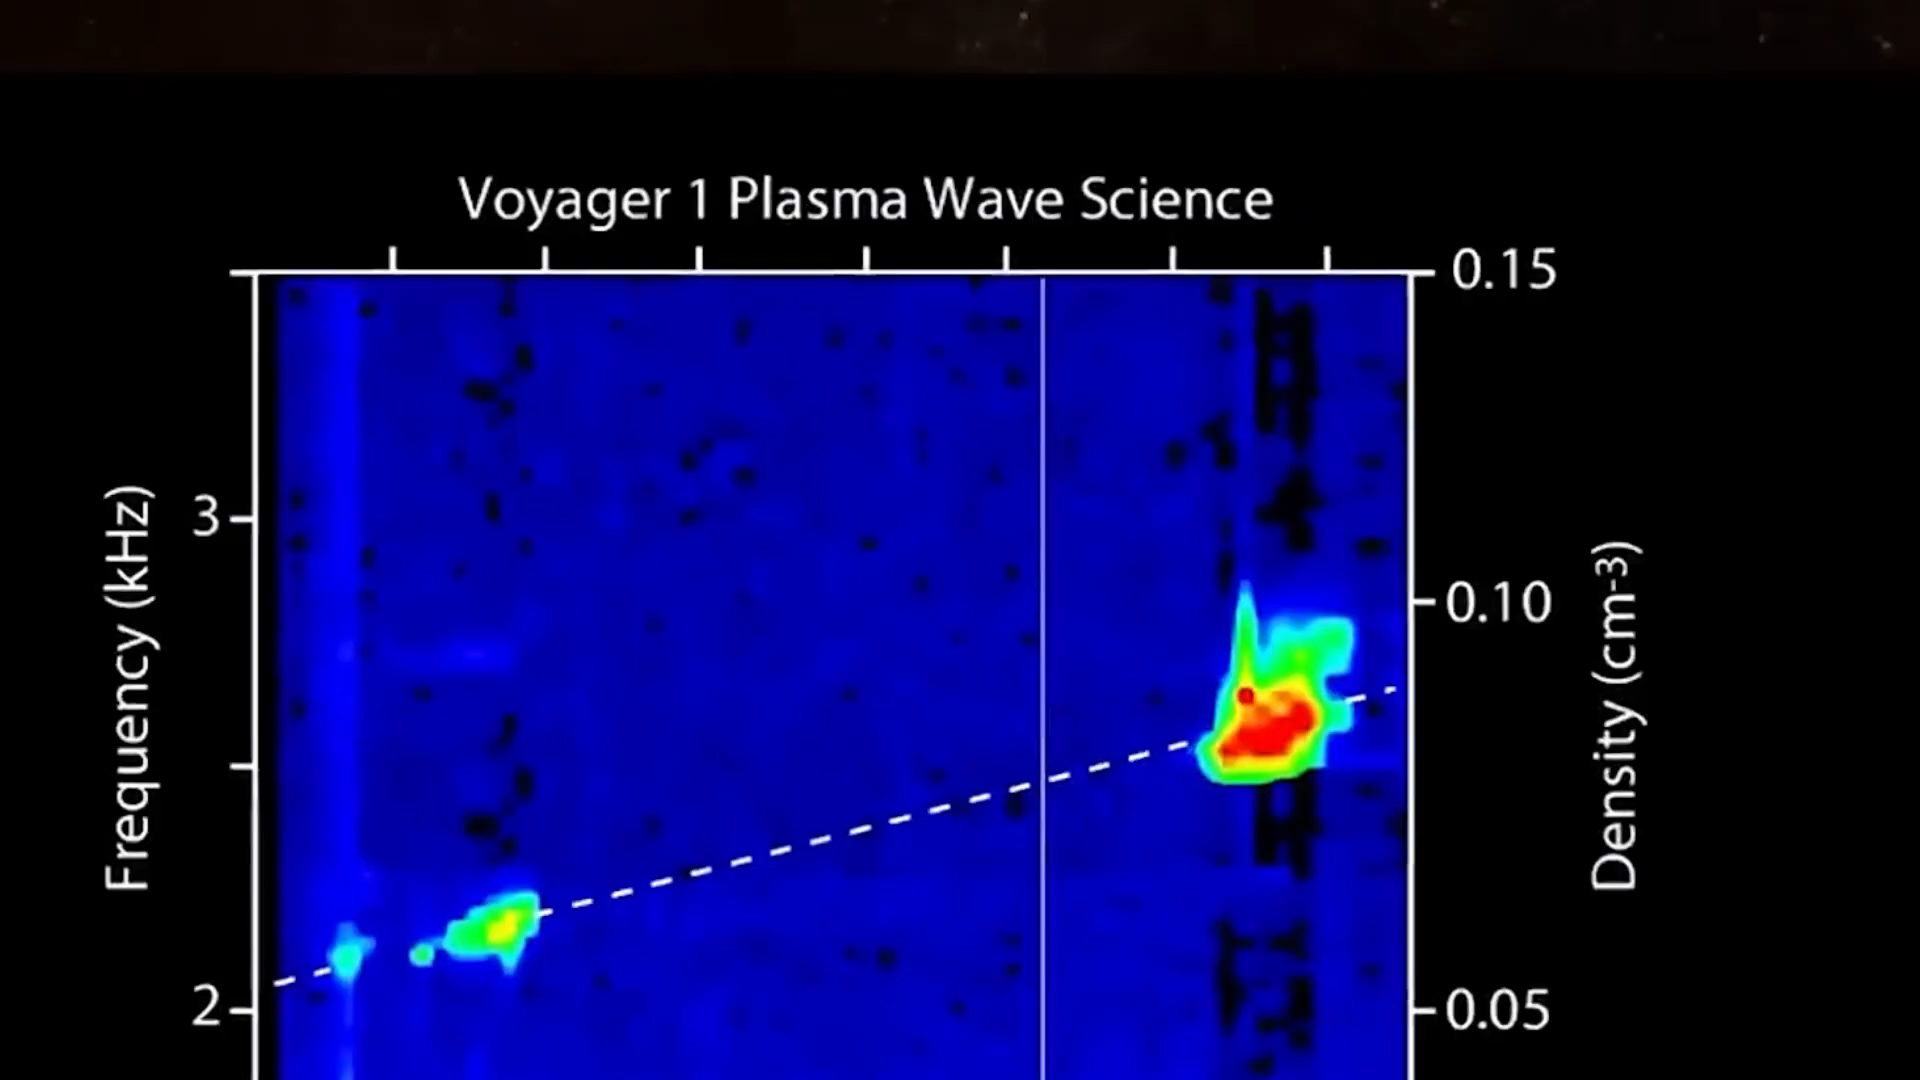 Voyager 1 Plasma Wave Science
0.15
3
0.10
Frequency (kHz)
Density (cm-3)
2
0.05